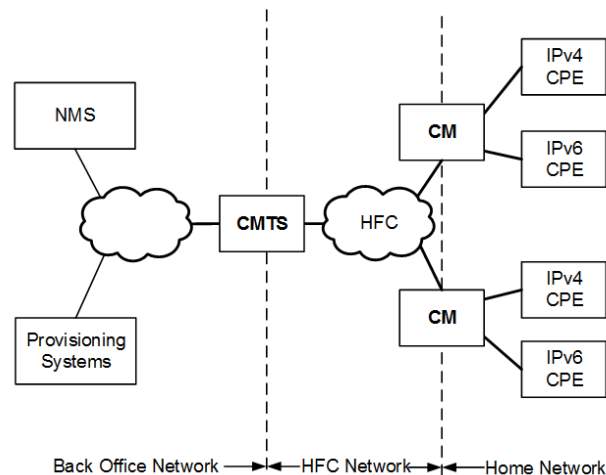 NMS
Provisioning
Systems
CMTS
HFC
CM
IPv4
CPE
IPv6
CPE
CM
IPv4
CPE
IPv6
CPE
Back Office Network
HFC Network
Home Network